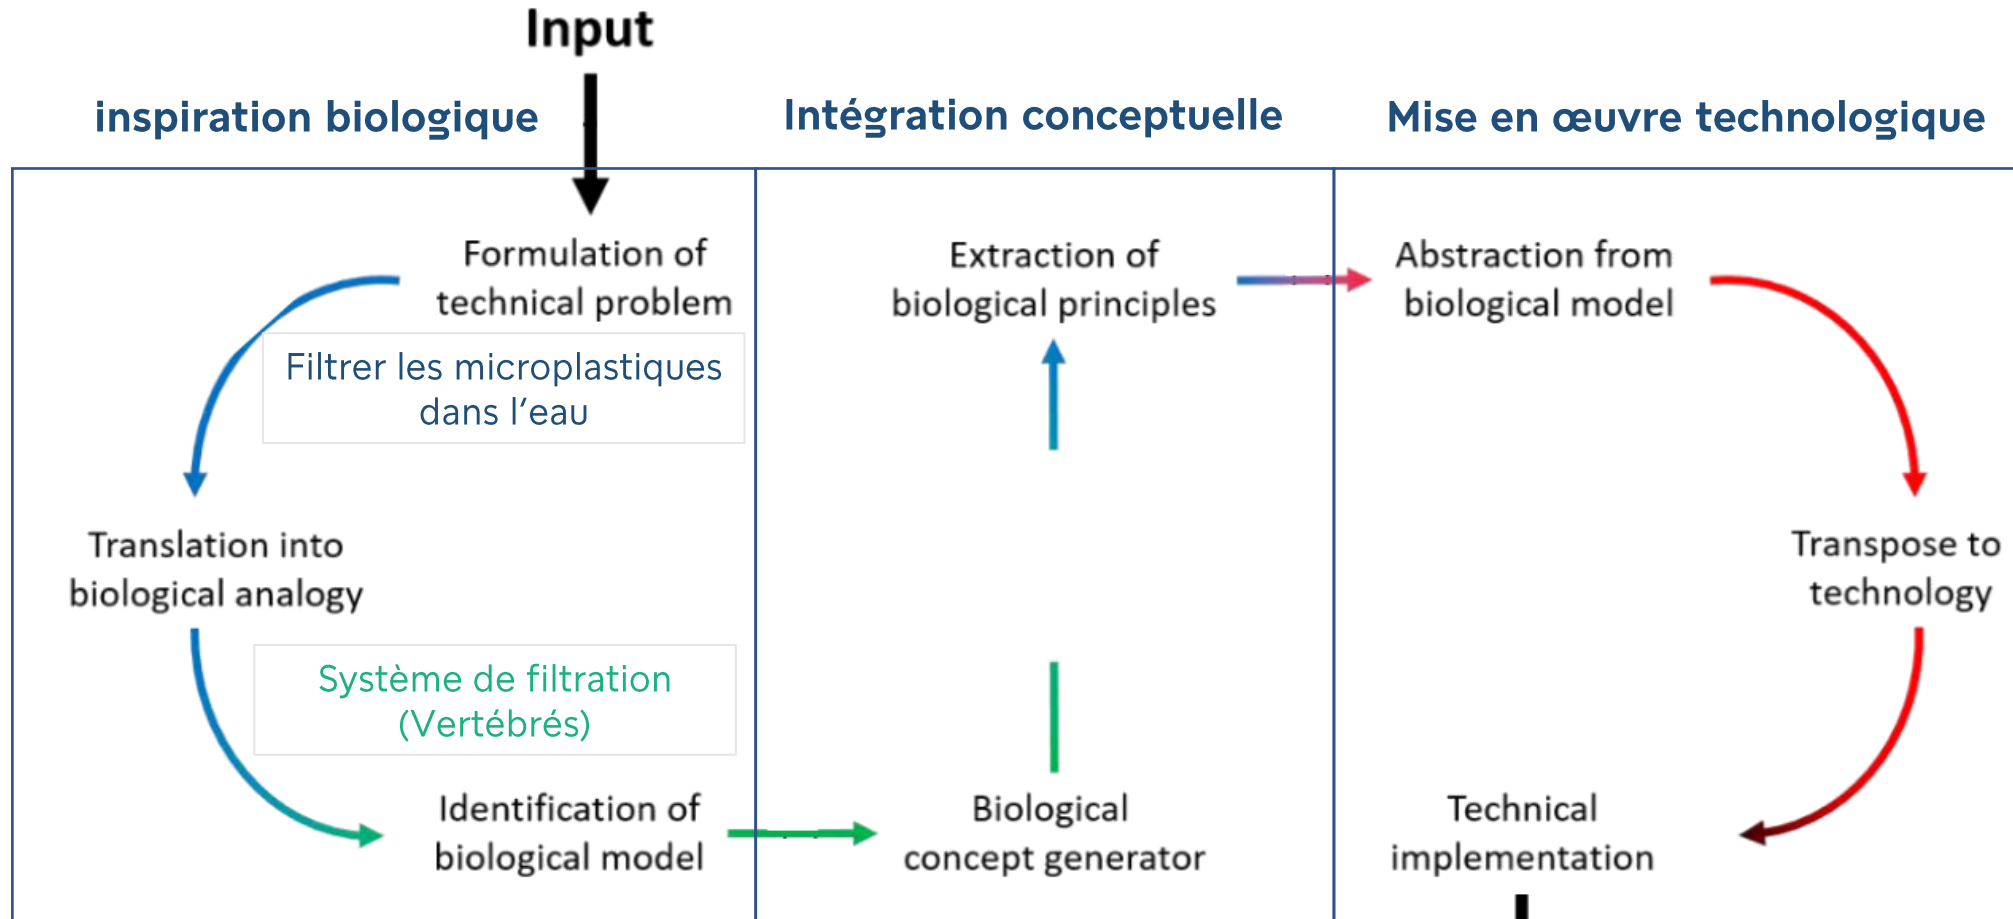 Input
inspiration biologique
Intégration conceptuelle
Mise en œuvre technologique
Formulation of
technical problem
Filtrer les microplastiques
dans l'eau
Translation into
biological analogy
Système de filtration
(Vertébrés)
Identification of
biological model
Extraction of
biological principles
Biological
concept generator
Abstraction from
biological model
Transpose to
technology
Technical
implementation